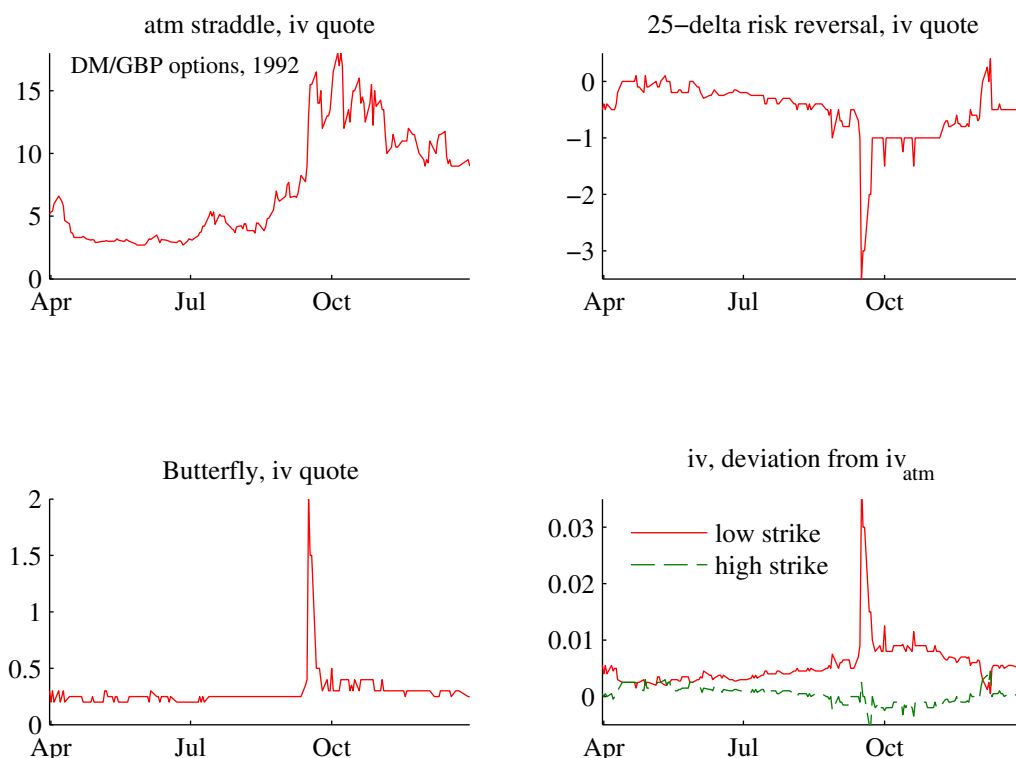 atm straddle, iv quote
DM/GBP options, 1992
15
10
5
0
Apr Jul Oct
25−delta risk reversal, iv quote
0
−1
−2
−3
Apr Jul Oct
Butterfly, iv quote
2
1.5
1
0.5
0
Apr Jul Oct
iv, deviation from iv_atm
0.03
0.02
0.01
0
low strike
high strike
Apr Jul Oct